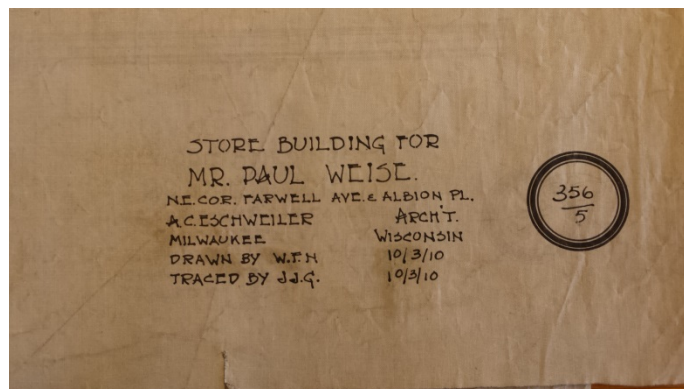 STORE BUILDING FOR
MR. PAUL WEISE.
N.E. COR. FARWELL AVE. & ALBION PL.
A.C. ESCHWEILER ARCH'T.
MILWAUKEE WISCONSIN
DRAWN BY W.F.H 10/3/10
TRACED BY J.J.G. 10/3/10
356
5